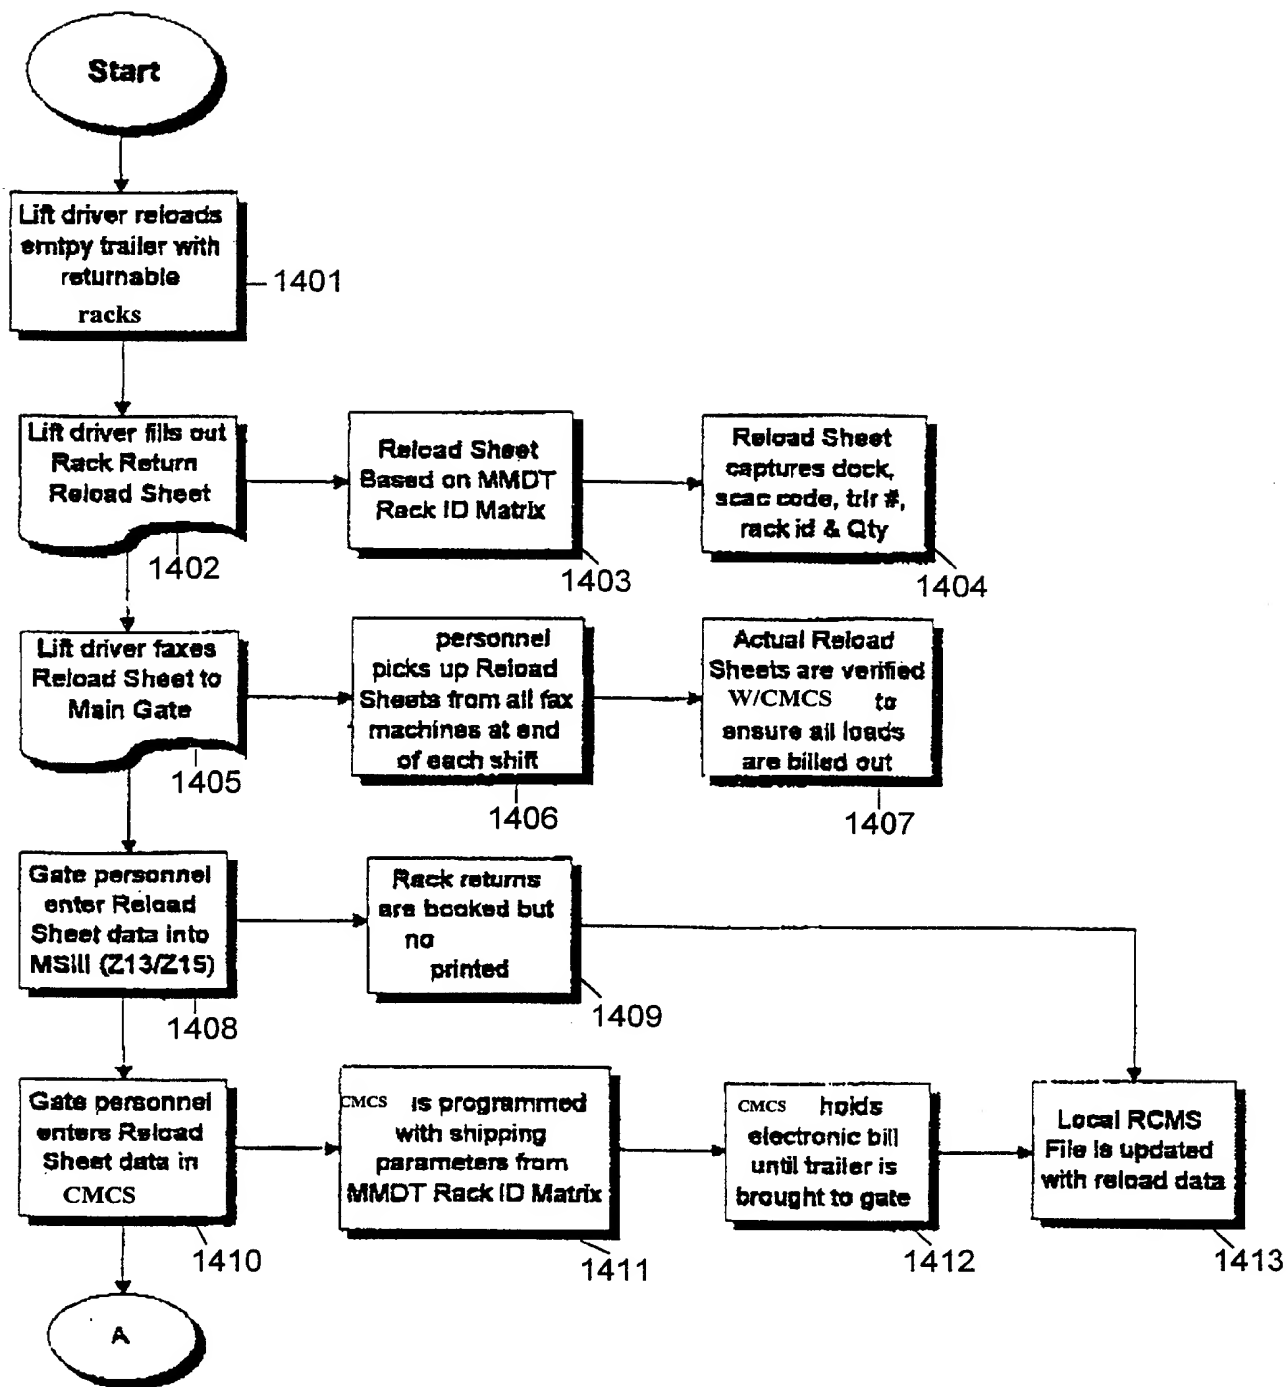 Start
Lift driver reloads
emtpy trailer with
returnable
racks
1401
Lift driver fills out
Rack Return
Reload Sheet
1402
Reload Sheet
Based on MMDT
Rack ID Matrix
1403
Reload Sheet
captures dock,
scac code, trlr #,
rack id & Qty
1404
Lift driver faxes
Reload Sheet to
Main Gate
1405
personnel
picks up Reload
Sheets from all fax
machines at end
of each shift
1406
Actual Reload
Sheets are verified
W/CMCS to
ensure all loads
are billed out
1407
Gate personnel
enter Reload
Sheet data into
MSIII (Z13/Z15)
1408
Rack returns
are booked but
no
printed
1409
Gate personnel
enters Reload
Sheet data in
CMCS
1410
CMCS is programmed
with shipping
parameters from
MMDT Rack ID Matrix
1411
CMCS holds
electronic bill
until trailer is
brought to gate
1412
Local RCMS
File is updated
with reload data
1413
A